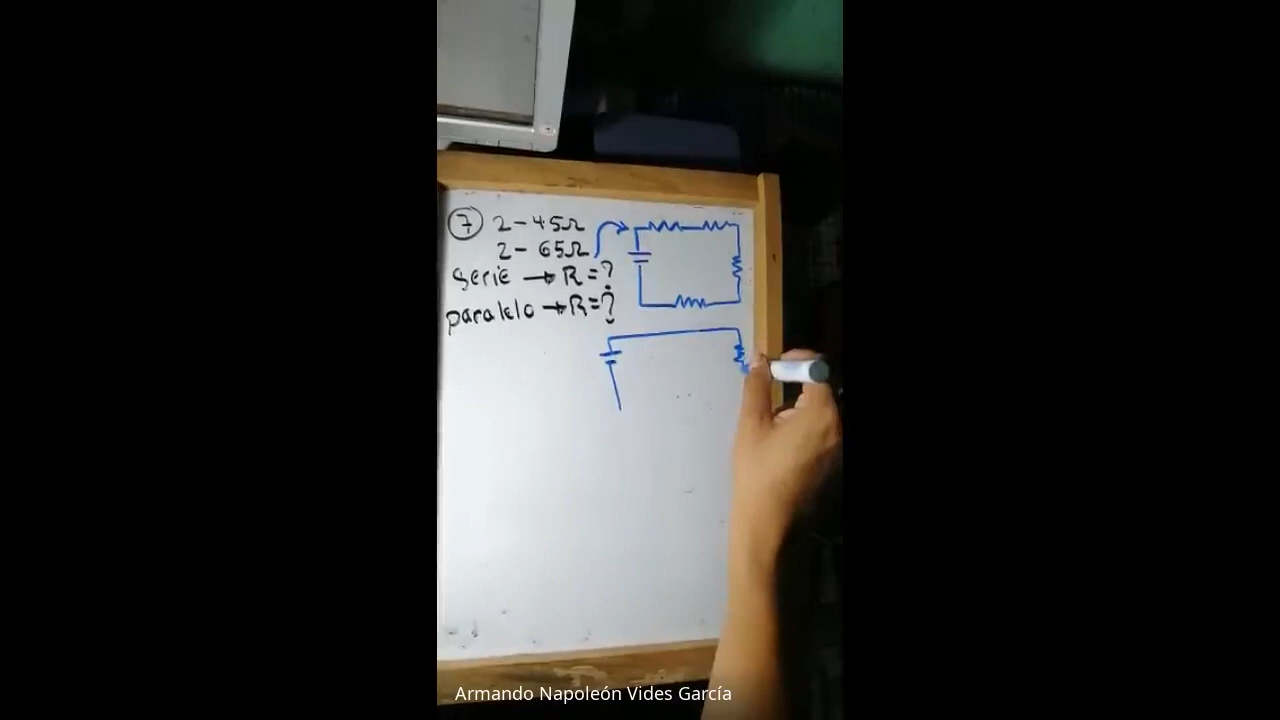 7 2-45Ω
2- 65Ω
serie → R=?
paralelo → R=?
Armando Napoleón Vides García